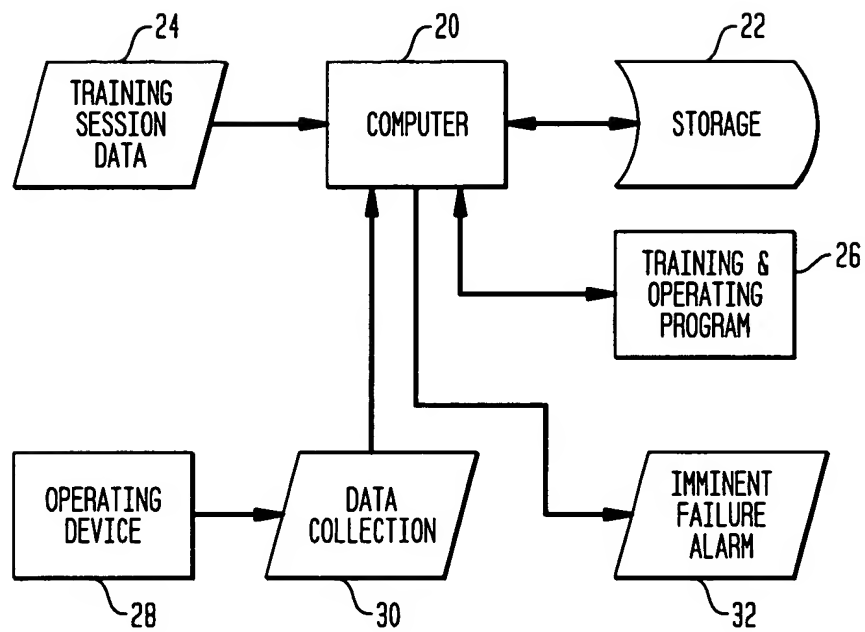 24
20
22
TRAINING
SESSION
DATA
COMPUTER
STORAGE
26
TRAINING &
OPERATING
PROGRAM
OPERATING
DEVICE
DATA
COLLECTION
IMMINENT
FAILURE
ALARM
28
30
32